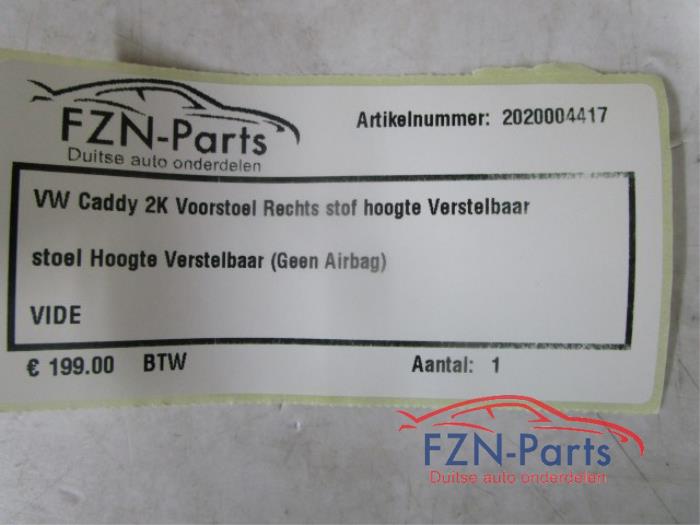 FZN-Parts
Duitse auto onderdelen
Artikelnummer: 2020004417
VW Caddy 2K Voorstoel Rechts stof hoogte Verstelbaar
stoel Hoogte Verstelbaar (Geen Airbag)
VIDE
€ 199.00 BTW Aantal: 1
FZN-Parts
Duitse auto onderdelen